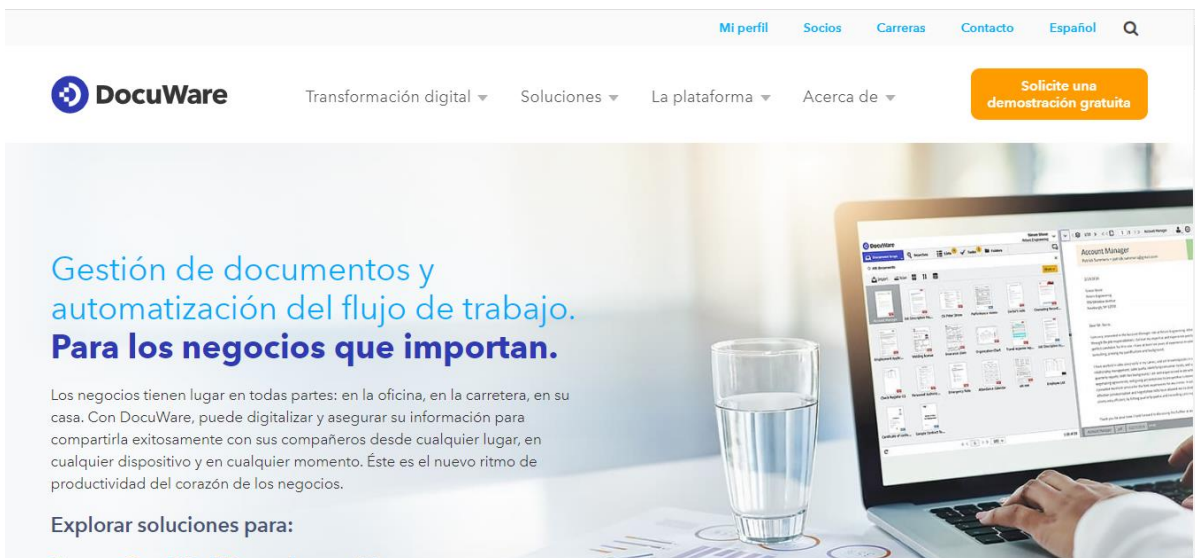 Mi perfil Socios Carreras Contacto Español
DocuWare
Transformación digital Soluciones La plataforma Acerca de
Solicite una
demostración gratuita
Gestión de documentos y
automatización del flujo de trabajo.
Para los negocios que importan.
Los negocios tienen lugar en todas partes: en la oficina, en la carretera, en su
casa. Con DocuWare, puede digitalizar y asegurar su información para
compartirla exitosamente con sus compañeros desde cualquier lugar, en
cualquier dispositivo y en cualquier momento. Éste es el nuevo ritmo de
productividad del corazón de los negocios.
Explorar soluciones para:
DocuWare
Account Manager